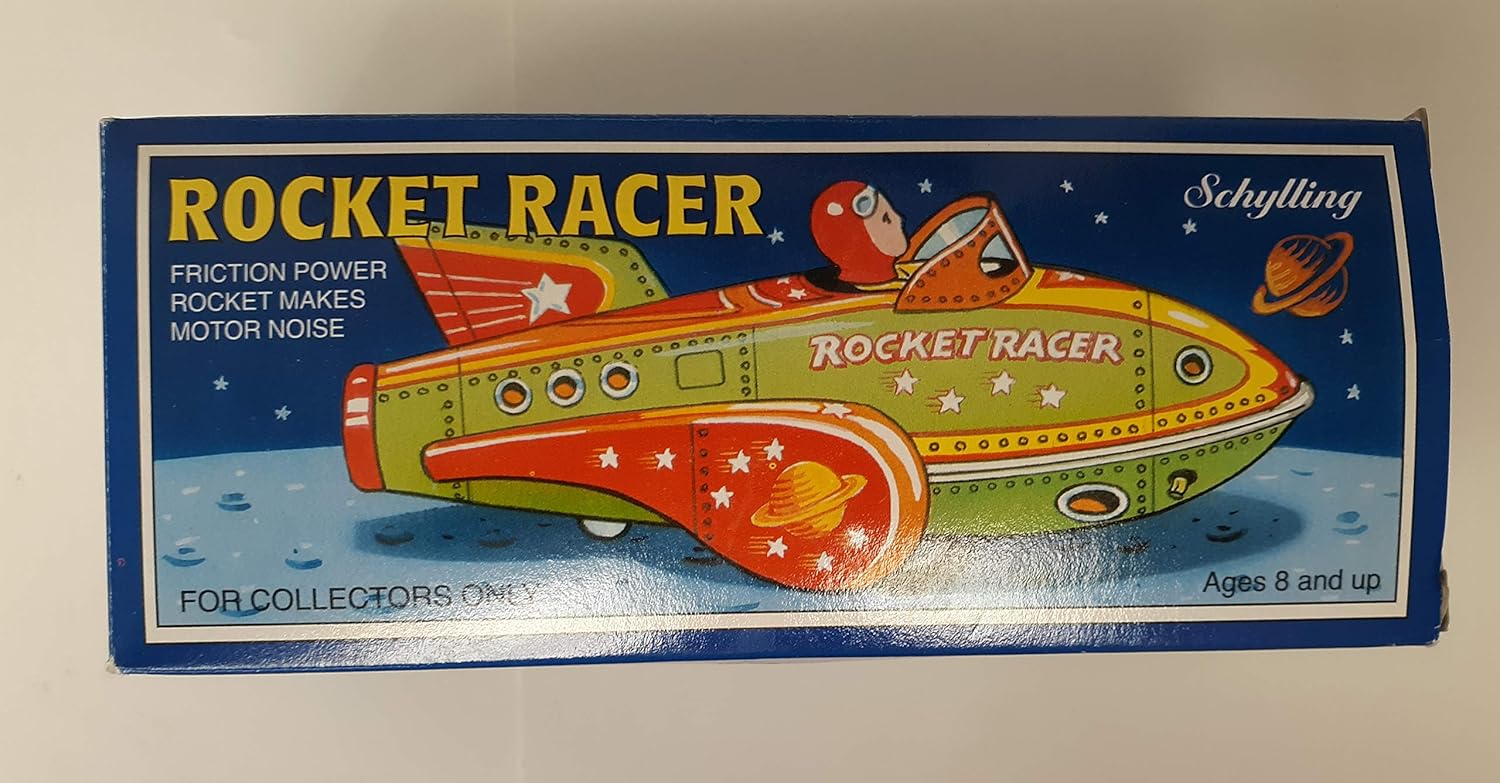 ROCKET RACER
Schylling
FRICTION POWER
ROCKET MAKES
MOTOR NOISE
ROCKET RACER
FOR COLLECTORS ONLY
Ages 8 and up